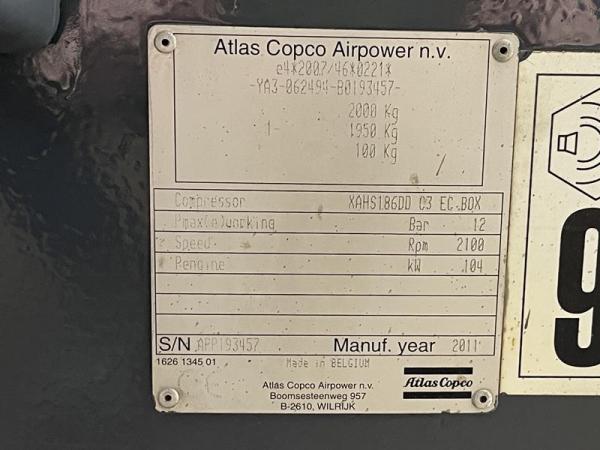 Atlas Copco Airpower n.v.
e4*2007/46*0221*
-YA3-062494-B0193457-
2000 Kg
1- 1950 Kg
100 Kg
/
Compressor XAHS186DD C3 EC.BOX
Pmax(e)working Bar 12
Speed Rpm 2100
Pengine kW 104
S/N APP193457 Manuf. year 2011
1626 1345 01 Made in BELGIUM
Atlas Copco Airpower n.v.
Boomsesteenweg 957
B-2610, WILRIJK
Atlas Copco
9